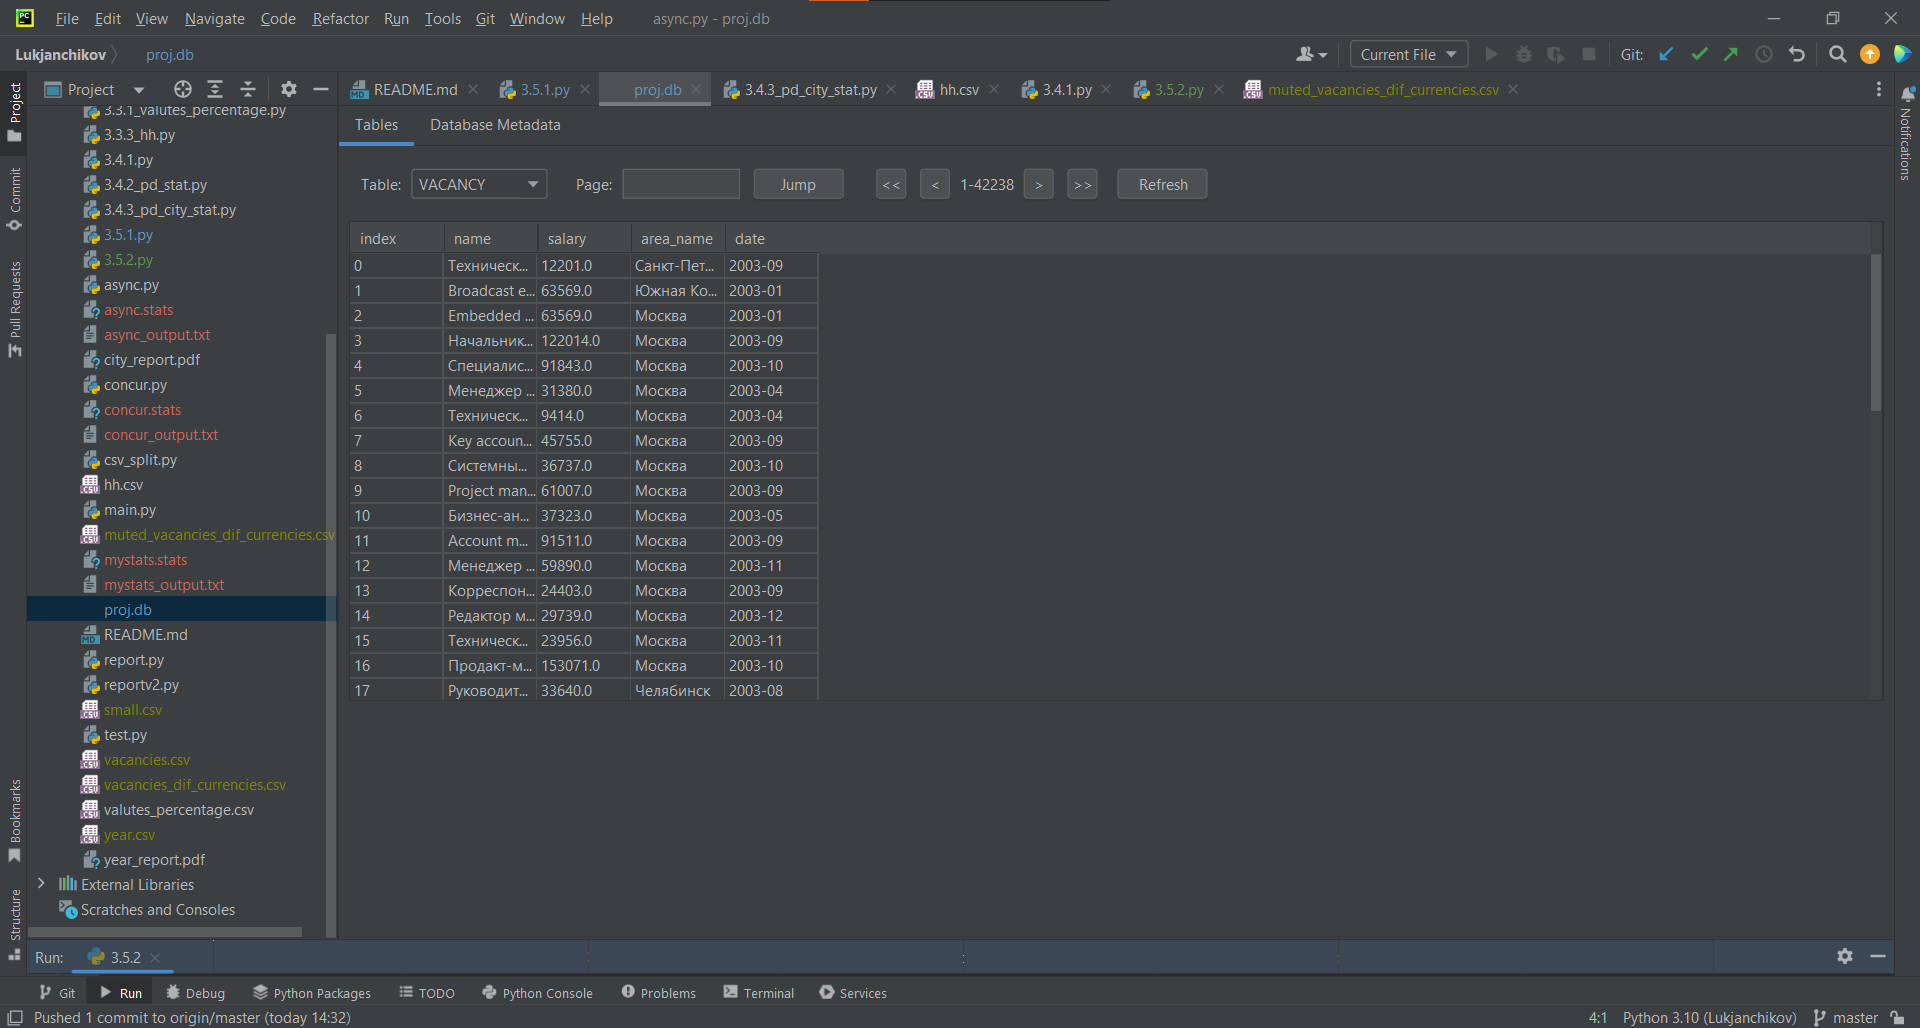 File Edit View Navigate Code Refactor Run Tools Git Window Help async.py - proj.db
Lukjanchikov proj.db Current File Git:
Project README.md 3.5.1.py proj.db 3.4.3_pd_city_stat.py hh.csv 3.4.1.py 3.5.2.py muted_vacancies_dif_currencies.csv
Tables Database Metadata
Table: VACANCY Page: Jump << < 1-42238 > >> Refresh
index name salary area_name date
0 Техническ... 12201.0 Санкт-Пет... 2003-09
1 Broadcast e... 63569.0 Южная Ко... 2003-01
2 Embedded ... 63569.0 Москва 2003-01
3 Начальник... 122014.0 Москва 2003-09
4 Специалис... 91843.0 Москва 2003-10
5 Менеджер ... 31380.0 Москва 2003-04
6 Техническ... 9414.0 Москва 2003-04
7 Key accoun... 45755.0 Москва 2003-09
8 Системны... 36737.0 Москва 2003-10
9 Project man... 61007.0 Москва 2003-09
10 Бизнес-ан... 37323.0 Москва 2003-05
11 Account m... 91511.0 Москва 2003-09
12 Менеджер ... 59890.0 Москва 2003-11
13 Корреспон... 24403.0 Москва 2003-09
14 Редактор м... 29739.0 Москва 2003-12
15 Техническ... 23956.0 Москва 2003-11
16 Продакт-м... 153071.0 Москва 2003-10
17 Руководит... 33640.0 Челябинск 2003-08
3.3.1_valutes_percentage.py
3.3.3_hh.py
3.4.1.py
3.4.2_pd_stat.py
3.4.3_pd_city_stat.py
3.5.1.py
3.5.2.py
async.py
async.stats
async_output.txt
city_report.pdf
concur.py
concur.stats
concur_output.txt
csv_split.py
hh.csv
main.py
muted_vacancies_dif_currencies.csv
mystats.stats
mystats_output.txt
proj.db
README.md
report.py
reportv2.py
small.csv
test.py
vacancies.csv
vacancies_dif_currencies.csv
valutes_percentage.csv
year.csv
year_report.pdf
External Libraries
Scratches and Consoles
Project
Commit
Pull Requests
Bookmarks
Structure
Notifications
Run: 3.5.2
Git Run Debug Python Packages TODO Python Console Problems Terminal Services
Pushed 1 commit to origin/master (today 14:32) 4:1 Python 3.10 (Lukjanchikov) master